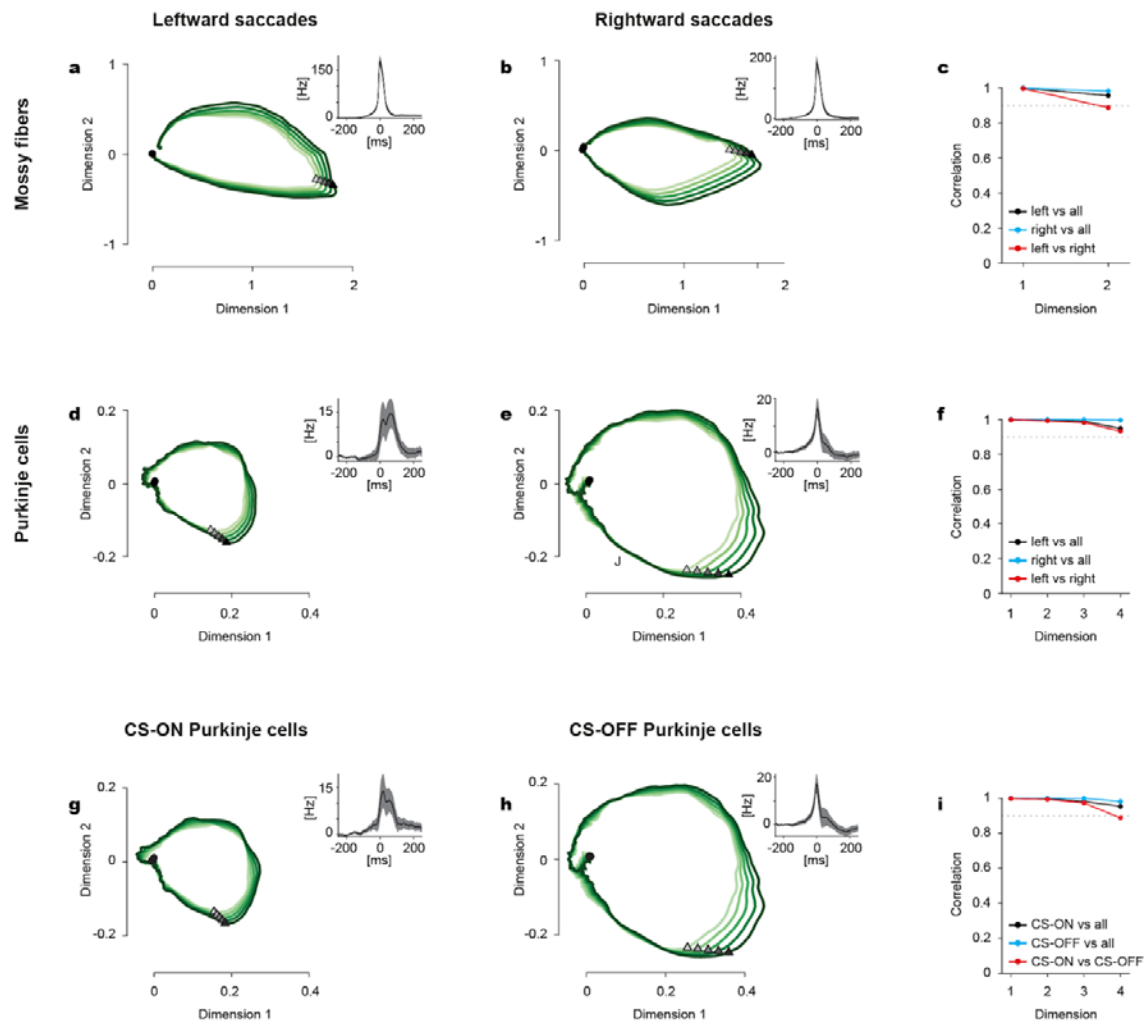 Leftward saccades
Rightward saccades
Mossy fibers
a
1
0
-1
Dimension 2
0 1 2
Dimension 1
[Hz]
150
0
-200 0 200
[ms]
b
1
0
-1
Dimension 2
0 1 2
Dimension 1
[Hz]
200
0
-200 0 200
[ms]
c
1
0.8
0.6
0.4
0.2
0
Correlation
left vs all
right vs all
left vs right
1 2
Dimension
Purkinje cells
d
0.2
0
-0.2
Dimension 2
0 0.2 0.4
Dimension 1
[Hz]
15
0
-200 0 200
[ms]
e
0.2
0
-0.2
Dimension 2
J
0 0.2 0.4
Dimension 1
[Hz]
20
0
-200 0 200
[ms]
f
1
0.8
0.6
0.4
0.2
0
Correlation
left vs all
right vs all
left vs right
1 2 3 4
Dimension
CS-ON Purkinje cells
CS-OFF Purkinje cells
g
0.2
0
-0.2
Dimension 2
0 0.2 0.4
Dimension 1
[Hz]
15
0
-200 0 200
[ms]
h
0.2
0
-0.2
Dimension 2
0 0.2 0.4
Dimension 1
[Hz]
20
0
-200 0 200
[ms]
i
1
0.8
0.6
0.4
0.2
0
Correlation
CS-ON vs all
CS-OFF vs all
CS-ON vs CS-OFF
1 2 3 4
Dimension